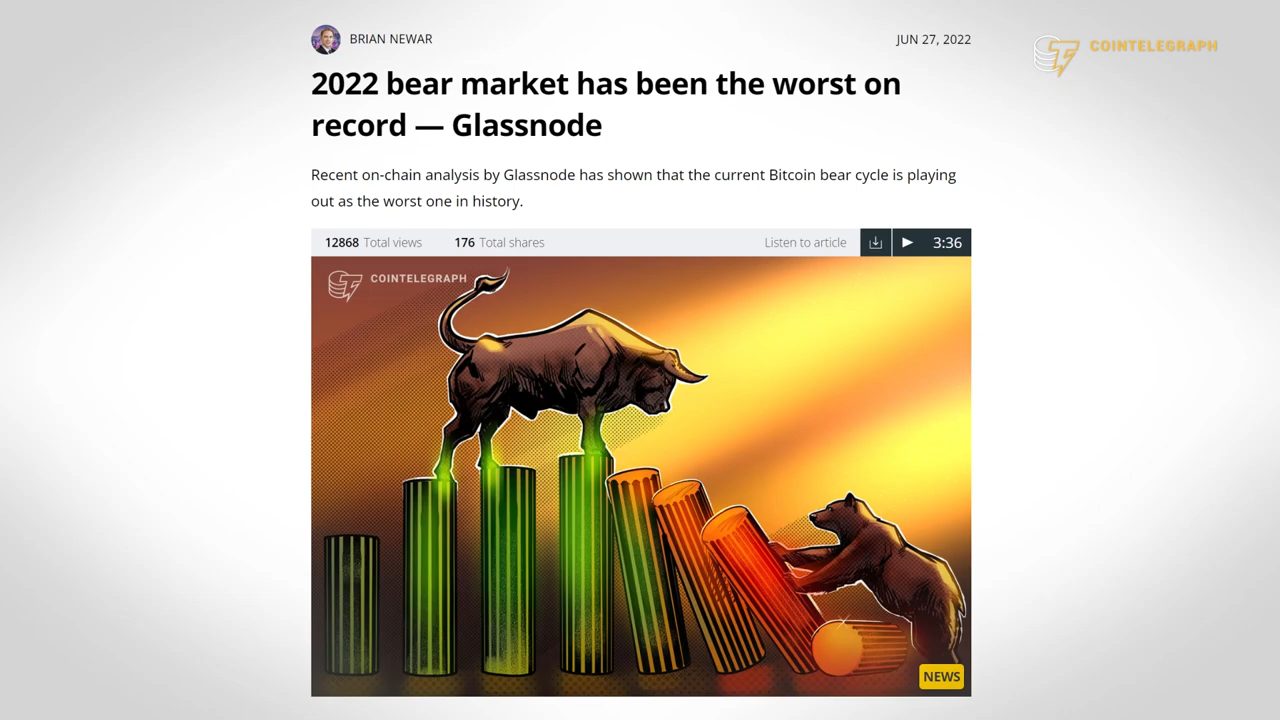 BRIAN NEWAR
JUN 27, 2022
COINTELEGRAPH
2022 bear market has been the worst on
record — Glassnode
Recent on-chain analysis by Glassnode has shown that the current Bitcoin bear cycle is playing
out as the worst one in history.
12868 Total views 176 Total shares Listen to article 3:36
COINTELEGRAPH
NEWS